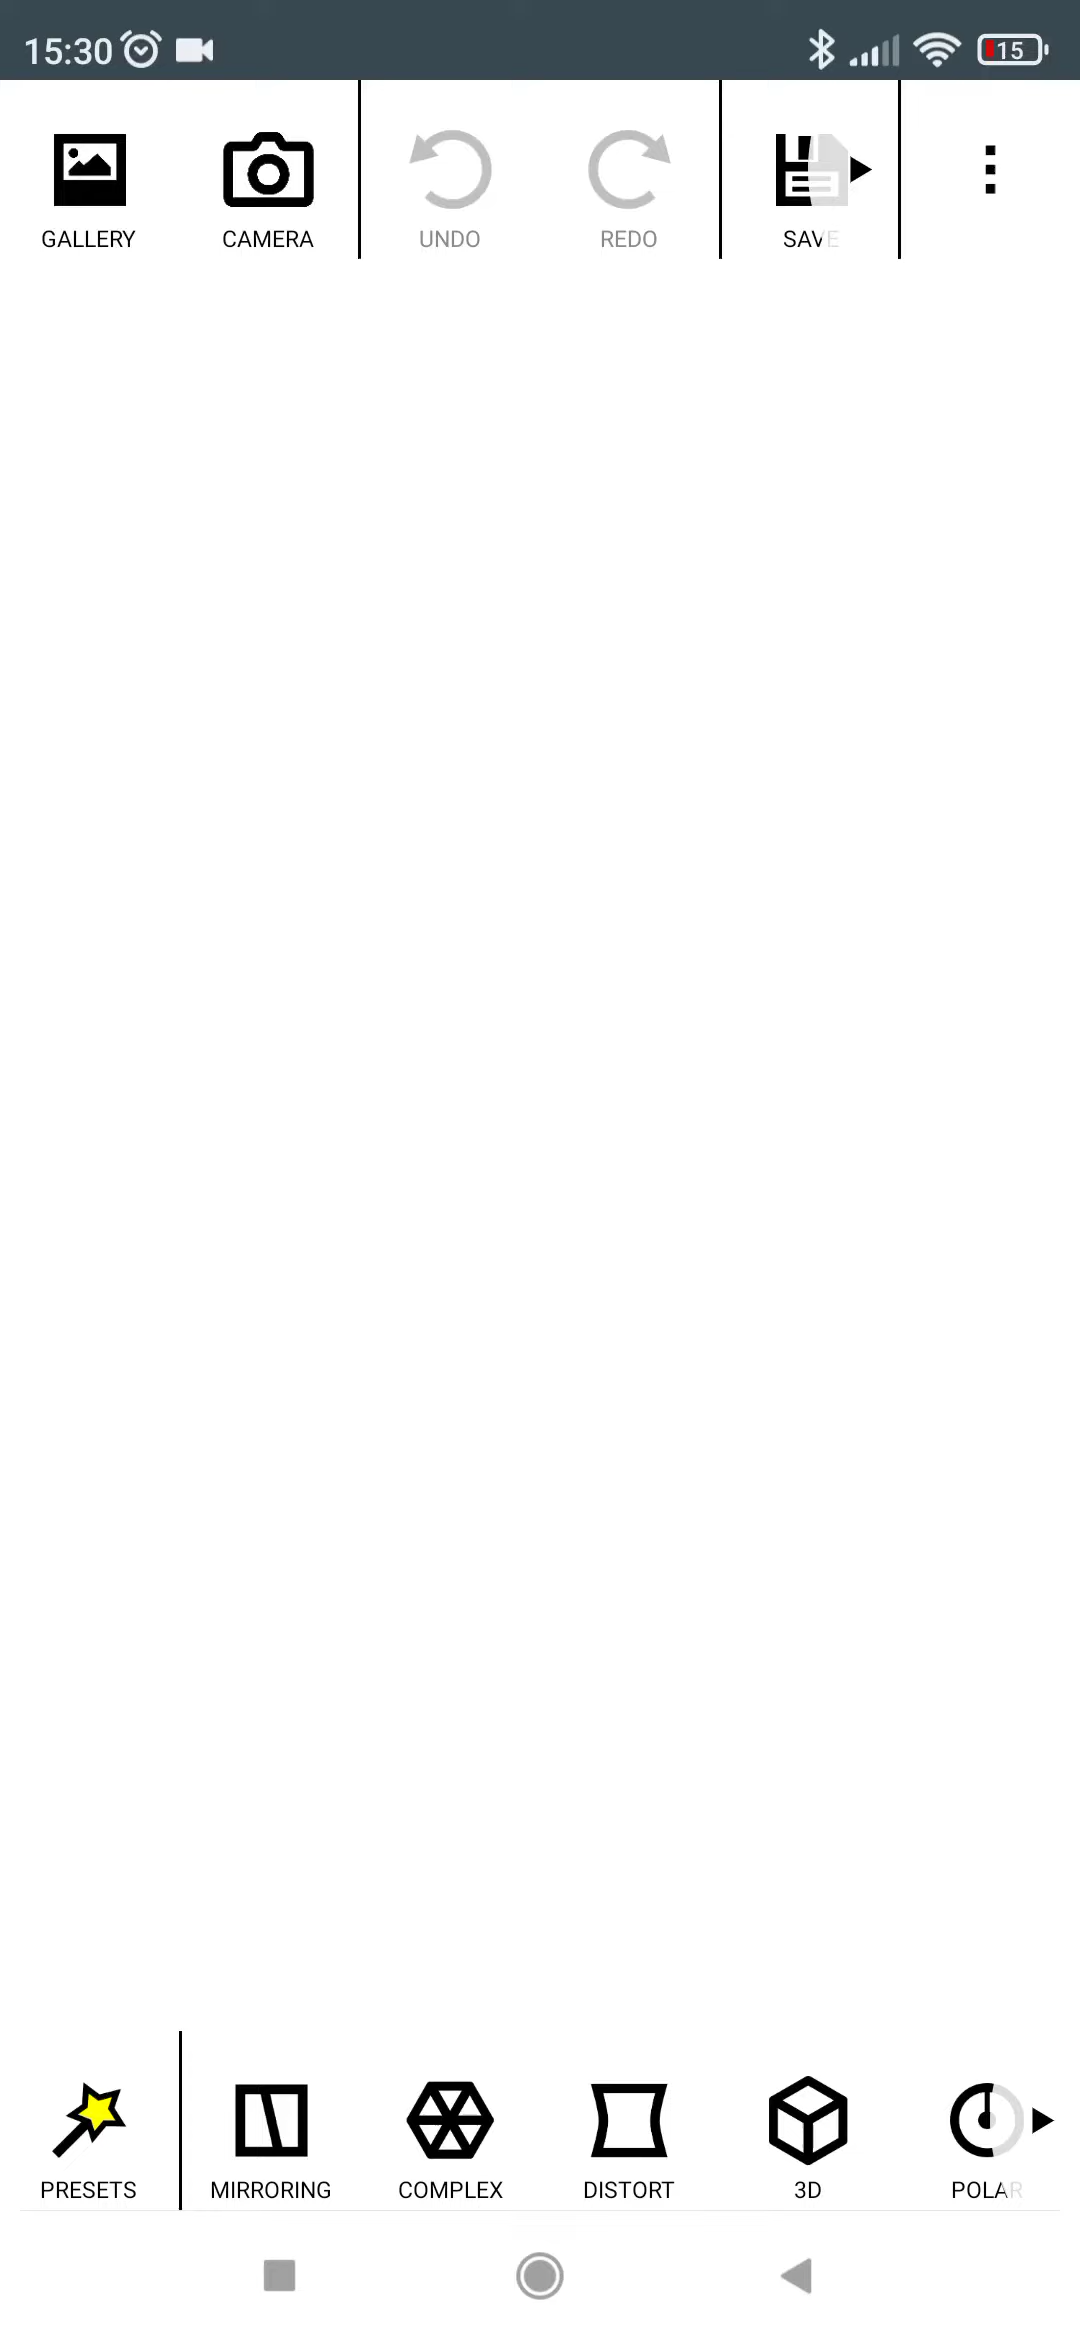 15:30
15
GALLERY CAMERA UNDO REDO SAVE
PRESETS MIRRORING COMPLEX DISTORT 3D POLAR